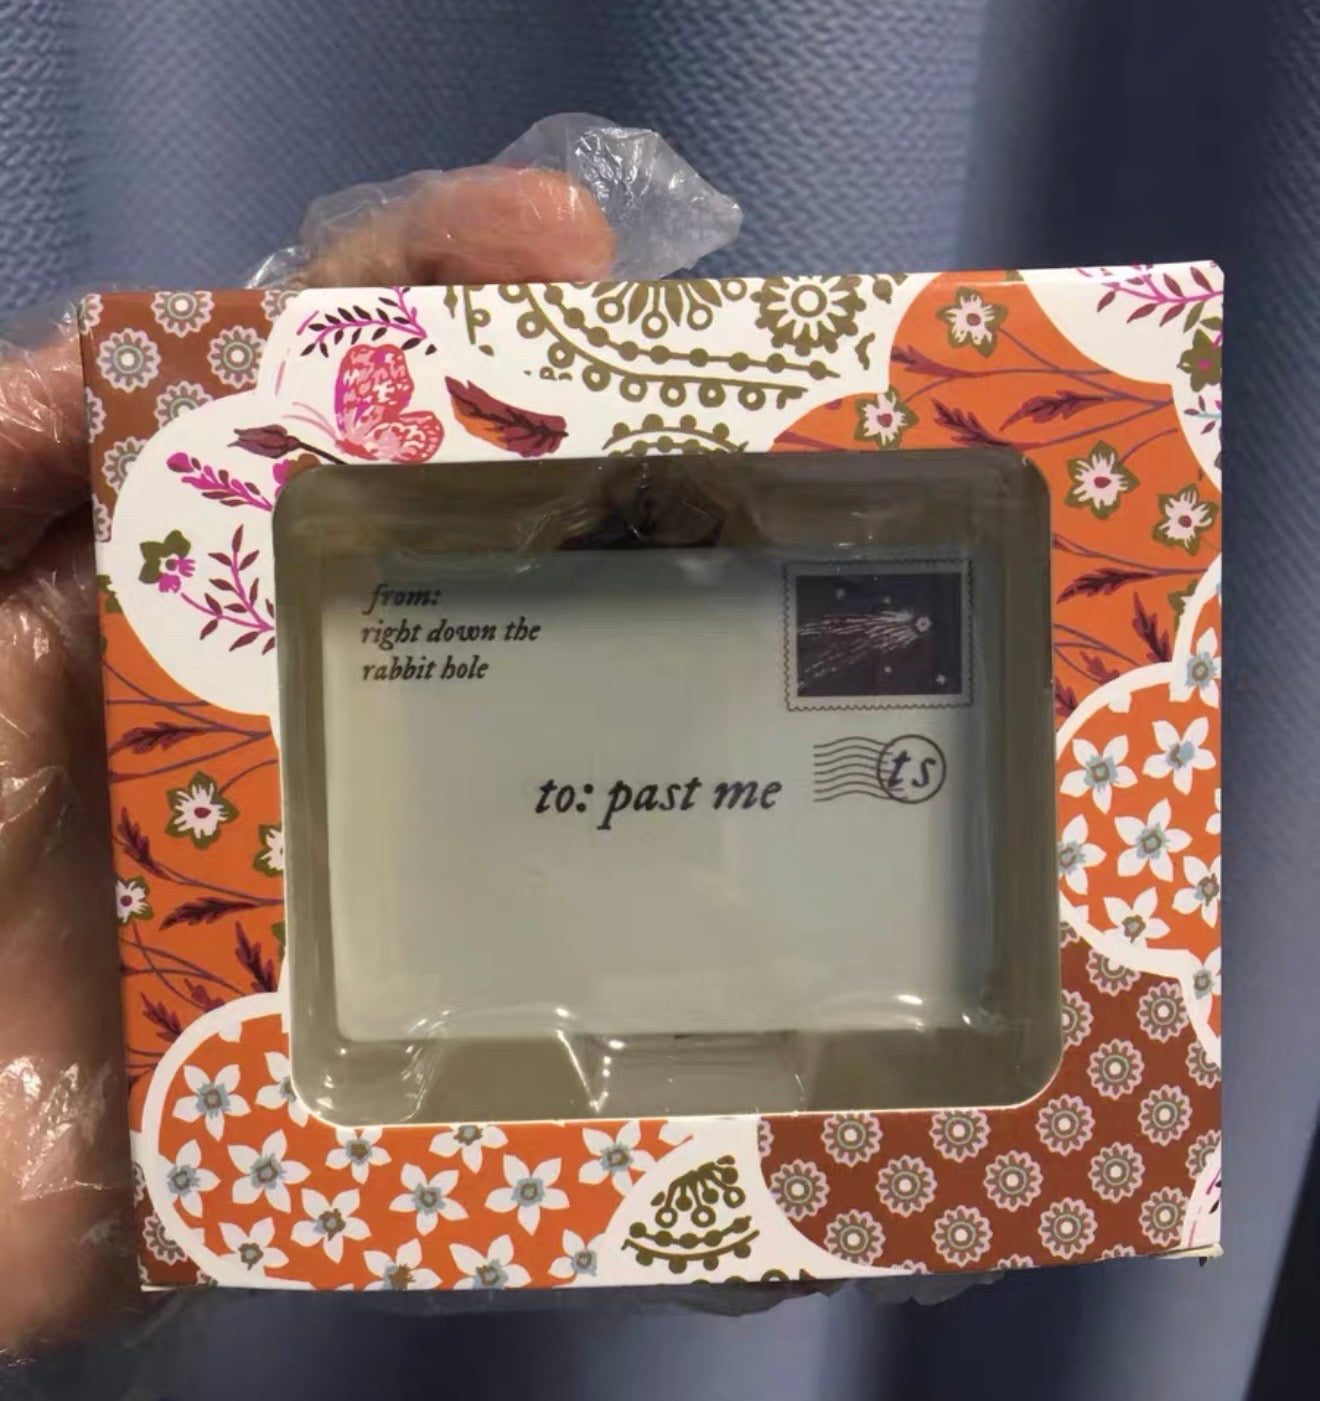 from:
right down the
rabbit hole
to: past me
ts